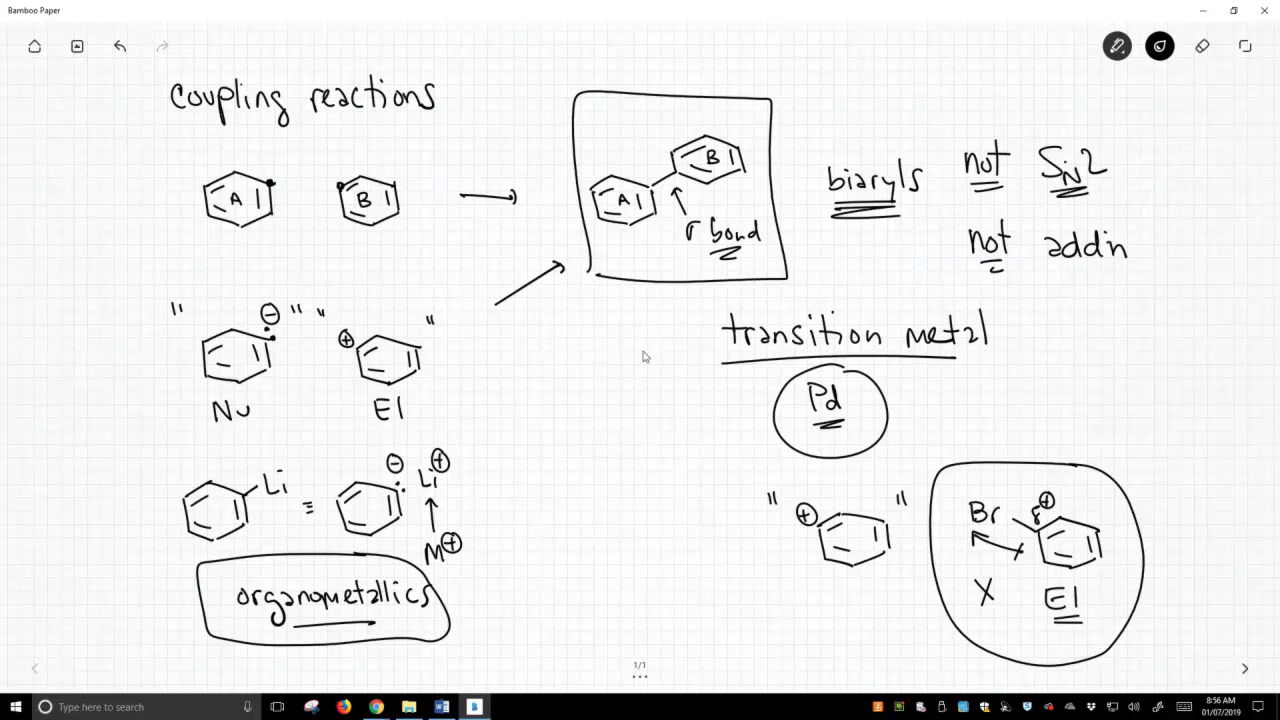 Bamboo Paper
coupling reactions
A B → A B
σ bond
biaryls
not SN2
not addin
" ⊖ " " ⊕ "
Nu El
transition metal
Pd
Li ≡ ⊖ Li⊕
M⊕
organometallics
" ⊕ "
Br δ⊕
X El
1/1
Type here to search
8:56 AM
01/07/2019